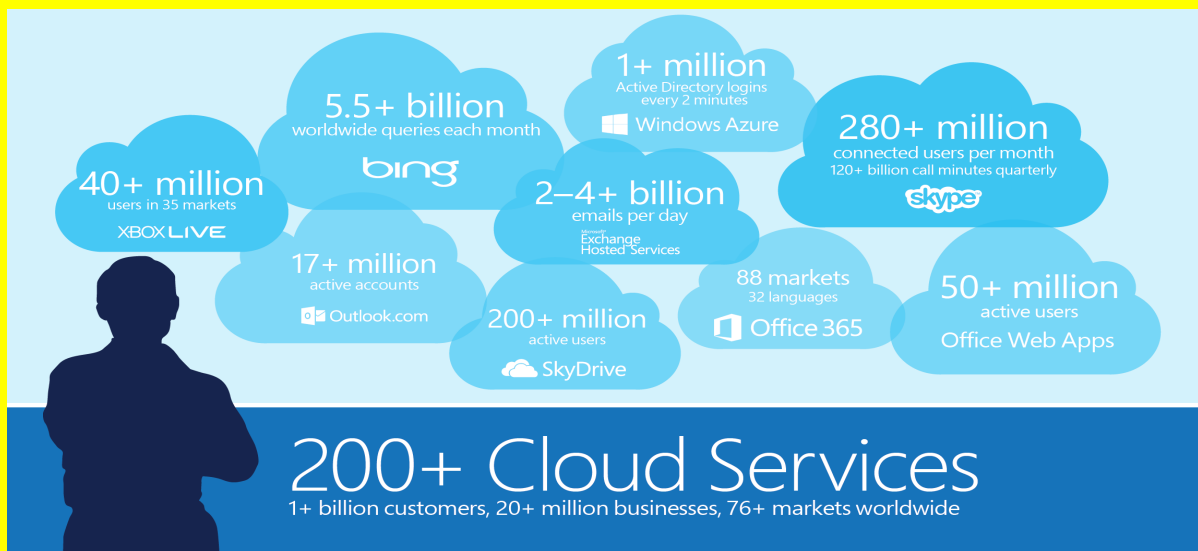 40+ million
users in 35 markets
XBOX LIVE
5.5+ billion
worldwide queries each month
bing
1+ million
Active Directory logins
every 2 minutes
Windows Azure
280+ million
connected users per month
120+ billion call minutes quarterly
skype
2–4+ billion
emails per day
Microsoft
Exchange
Hosted Services
17+ million
active accounts
Outlook.com
200+ million
active users
SkyDrive
88 markets
32 languages
Office 365
50+ million
active users
Office Web Apps
200+ Cloud Services
1+ billion customers, 20+ million businesses, 76+ markets worldwide